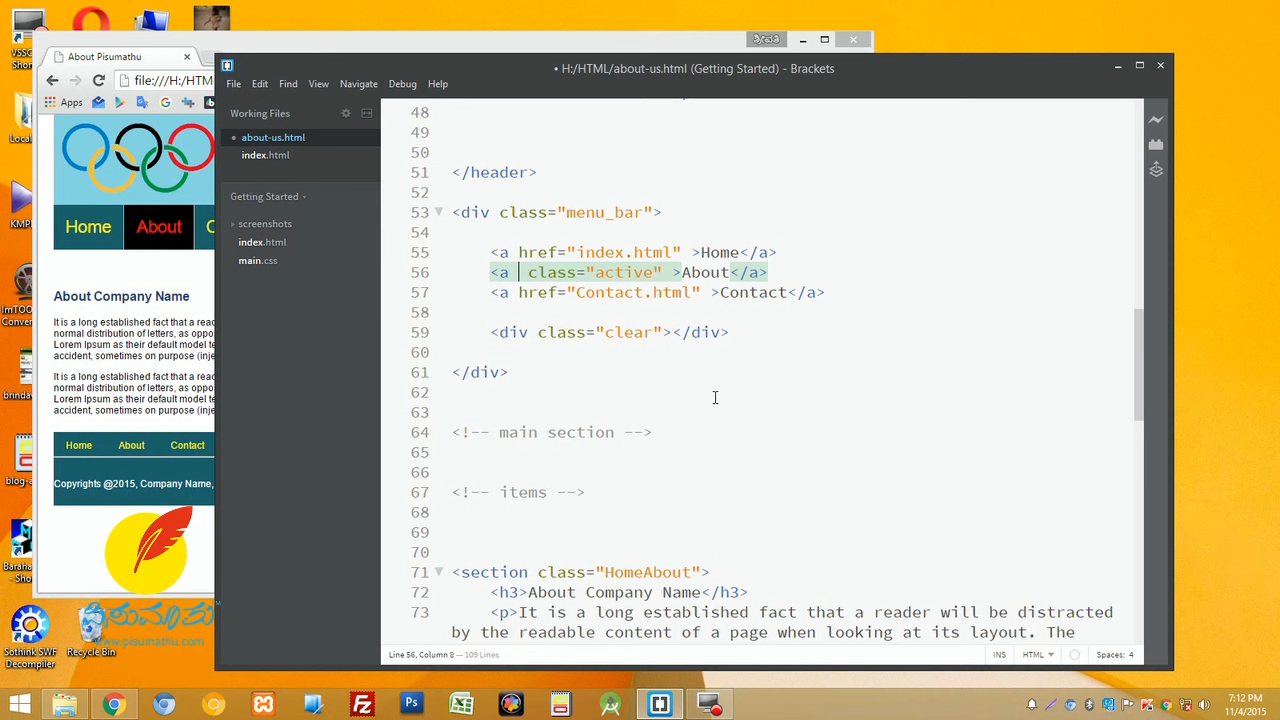 VSS
Shor
Local
KMPl
ImTOO
Conver
brinda
blog-a
Baraha
- Sho
Sothink SWF
Decompiler
Recycle Bin
www.pisumathu.com
About Pisumathu
file:///H:/HTM
Apps
Home
About
C
About Company Name
It is a long established fact that a read
normal distribution of letters, as oppo
Lorem Ipsum as their default model te
accident, sometimes on purpose (inje
It is a long established fact that a read
normal distribution of letters, as oppo
Lorem Ipsum as their default model te
accident, sometimes on purpose (inje
Home About Contact
Copyrights @2015, Company Name,
• H:/HTML/about-us.html (Getting Started) - Brackets
File Edit Find View Navigate Debug Help
Working Files
about-us.html
index.html
Getting Started
screenshots
index.html
main.css
48
49
50
51 </header>
52
53 <div class="menu_bar">
54
55 <a href="index.html" >Home</a>
56 <a  class="active" >About</a>
57 <a href="Contact.html" >Contact</a>
58
59 <div class="clear"></div>
60
61 </div>
62
63
64 <!-- main section -->
65
66
67 <!-- items -->
68
69
70
71 <section class="HomeAbout">
72 <h3>About Company Name</h3>
73 <p>It is a long established fact that a reader will be distracted
by the readable content of a page when looking at its layout. The
Line 56, Column 8 — 109 Lines
INS HTML Spaces: 4
7:12 PM
11/4/2015